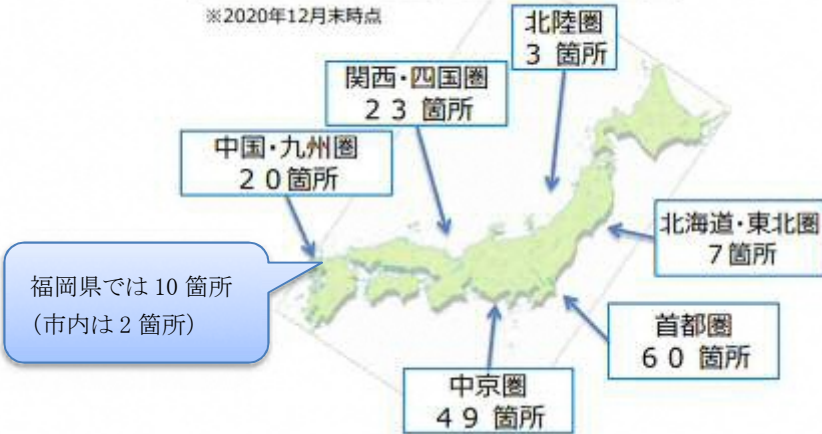 ※2020年12月末時点
北陸圏
3 箇所
関西・四国圏
23 箇所
中国・九州圏
20箇所
北海道・東北圏
7箇所
福岡県では 10 箇所
（市内は 2 箇所）
首都圏
60 箇所
中京圏
49 箇所